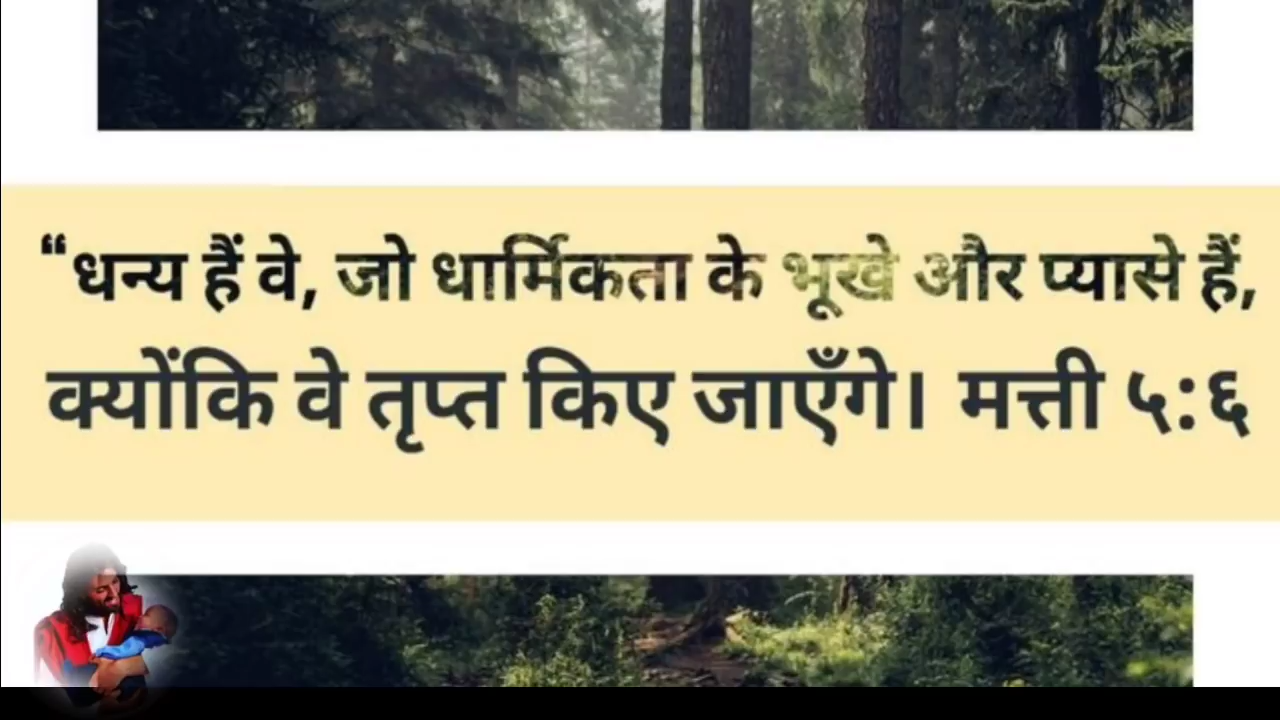 “धन्य हैं वे, जो धार्मिकता के भूखे और प्यासे हैं,
क्योंकि वे तृप्त किए जाएँगे। मत्ती ५:६